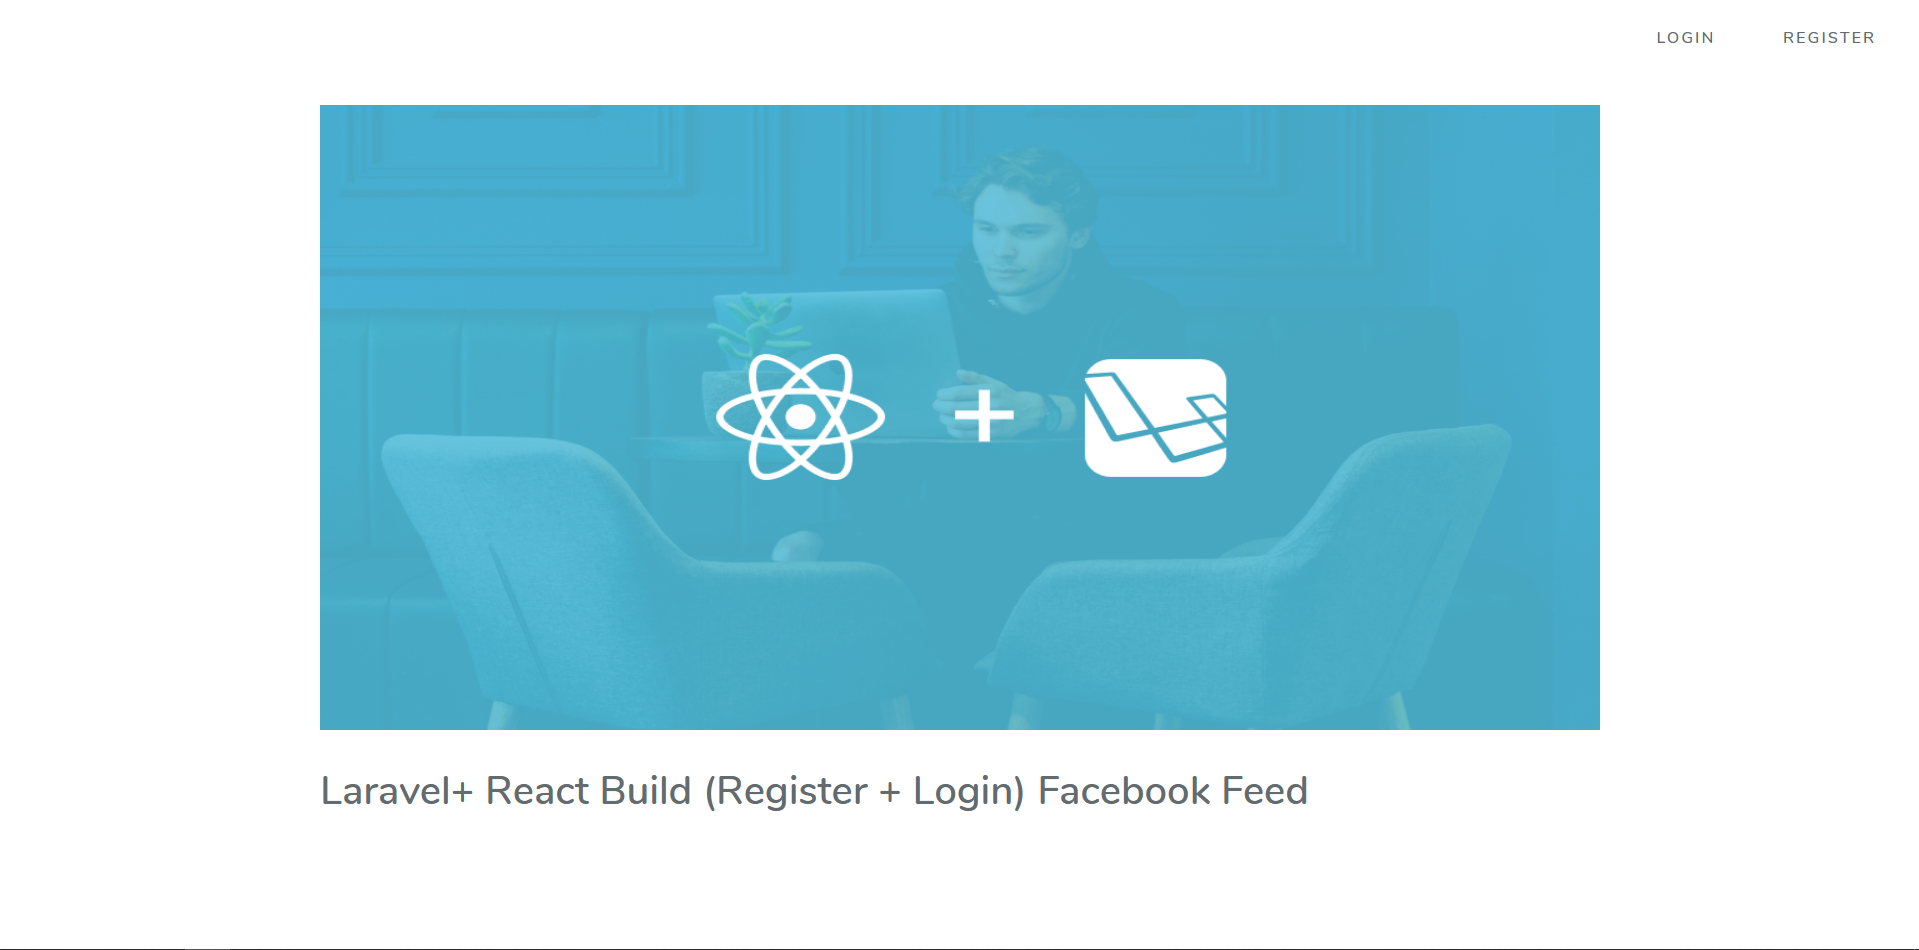 LOGIN REGISTER
+
Laravel+ React Build (Register + Login) Facebook Feed